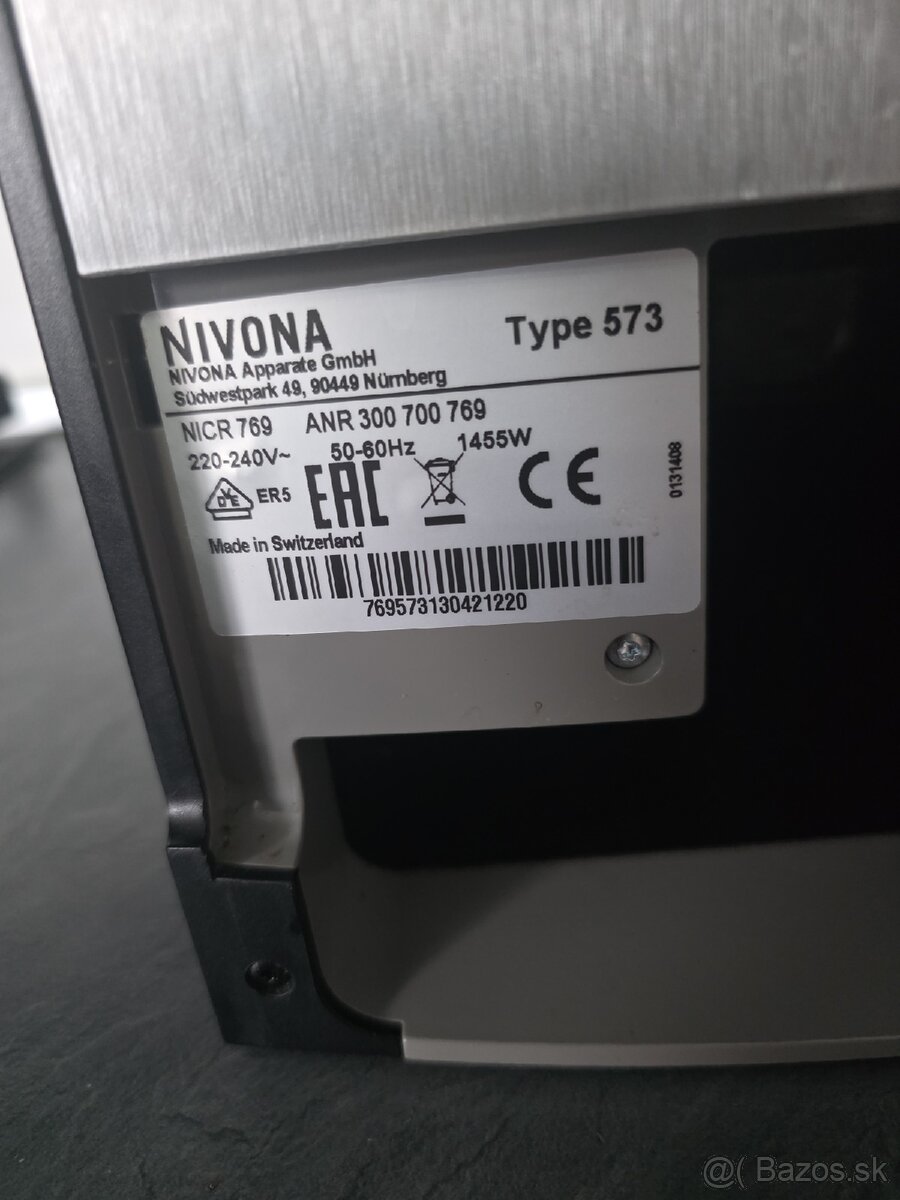 NIVONA
Type 573
NIVONA Apparate GmbH
Südwestpark 49, 90449 Nürnberg
NICR 769 ANR 300 700 769
220-240V~ 50-60Hz 1455W
DVE ER5 EAC CE
0131408
Made in Switzerland
769573130421220
@( Bazos.sk